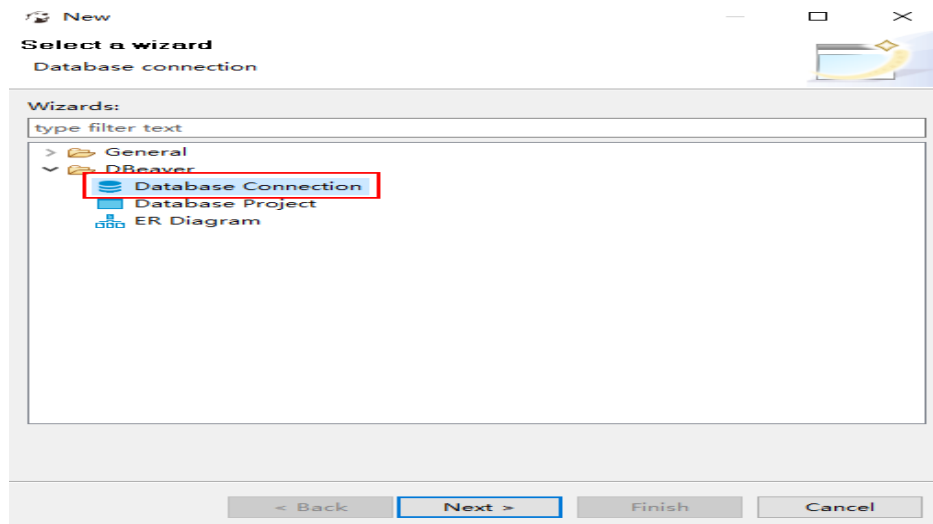 New
Select a wizard
Database connection
Wizards:
type filter text
General
DBeaver
Database Connection
Database Project
ER Diagram
< Back Next > Finish Cancel